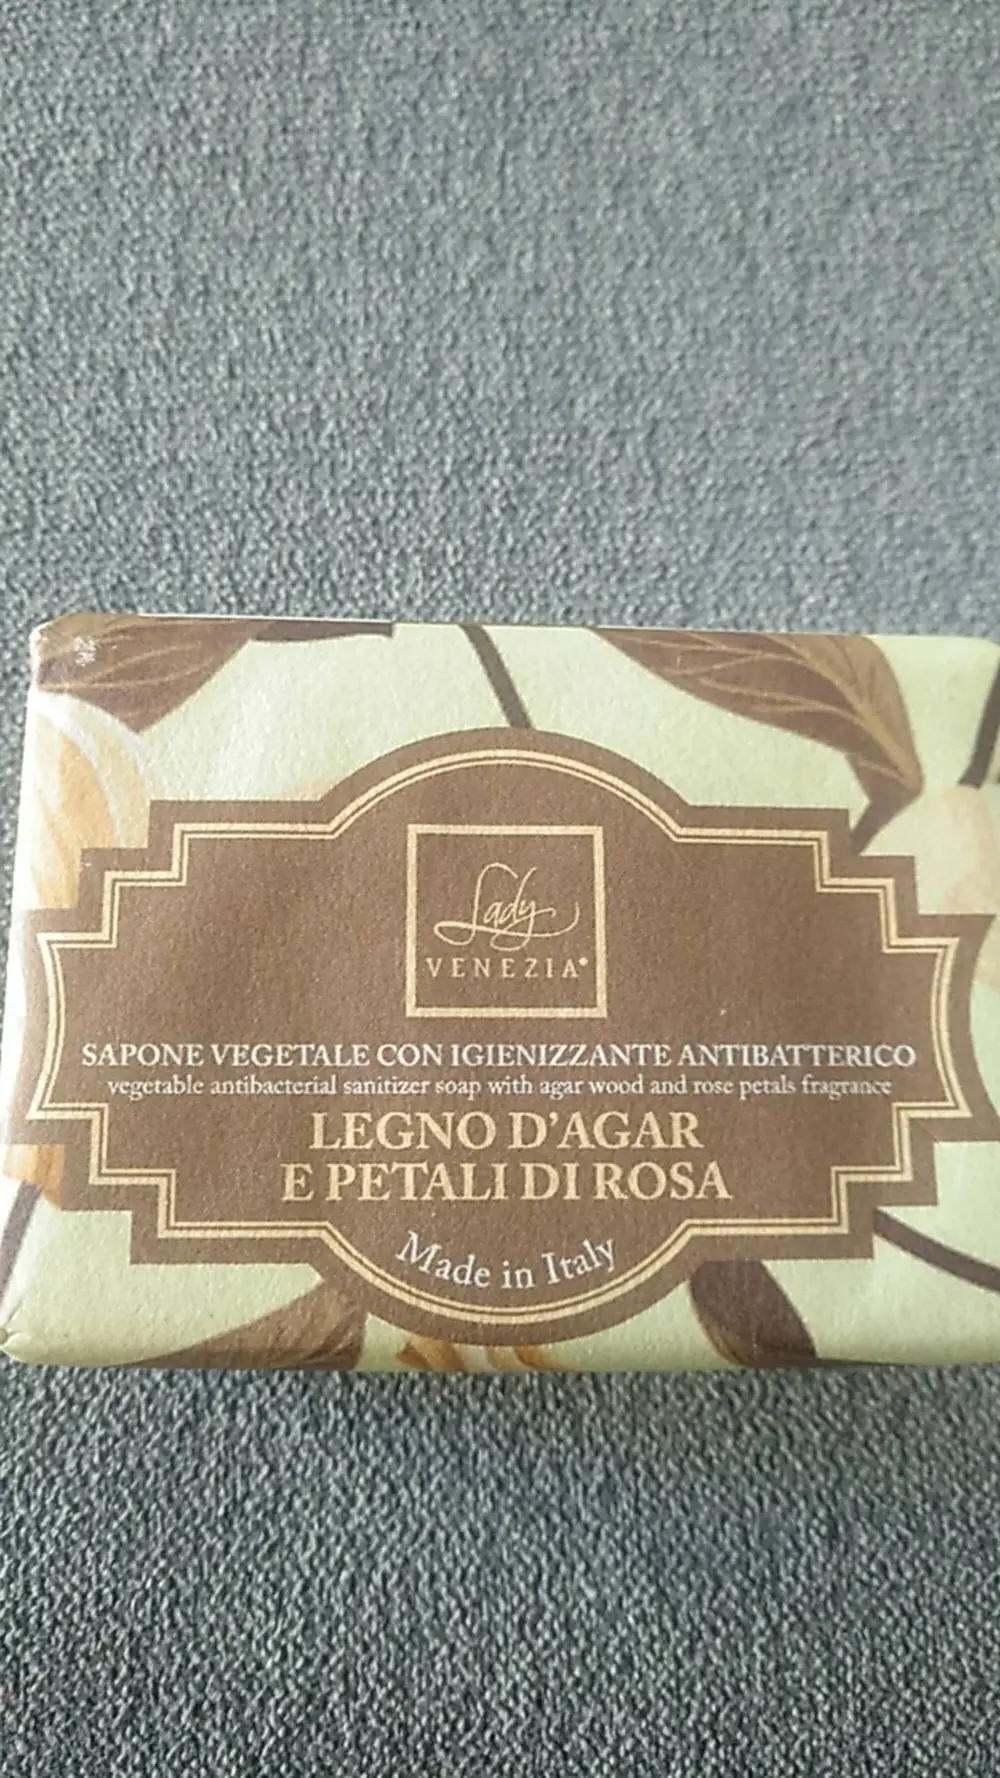 Lady
VENEZIA®
SAPONE VEGETALE CON IGIENIZZANTE ANTIBATTERICO
vegetable antibacterial sanitizer soap with agar wood and rose petals fragrance
LEGNO D'AGAR
E PETALI DI ROSA
Made in Italy